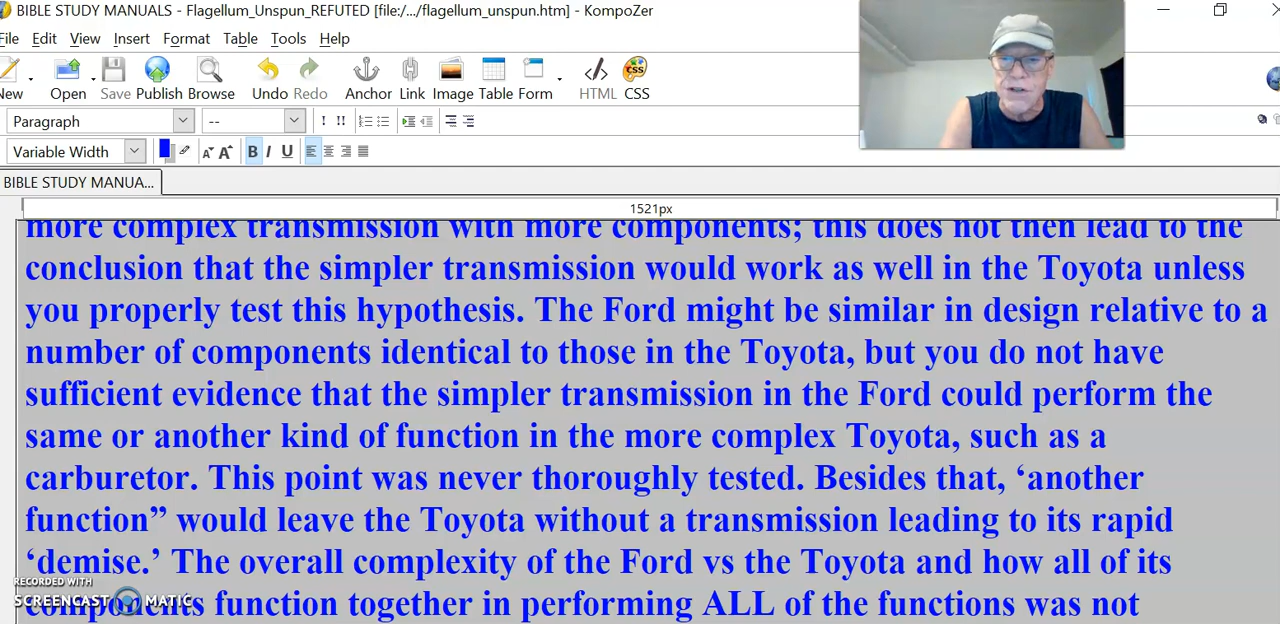 BIBLE STUDY MANUALS - Flagellum_Unspun_REFUTED [file:/.../flagellum_unspun.htm] - KompoZer
File Edit View Insert Format Table Tools Help
New Open Save Publish Browse Undo Redo Anchor Link Image Table Form HTML CSS
Paragraph -- ! !!
Variable Width A A B I U
BIBLE STUDY MANUA...
1521px
more complex transmission with more components; this does not then lead to the
conclusion that the simpler transmission would work as well in the Toyota unless
you properly test this hypothesis. The Ford might be similar in design relative to a
number of components identical to those in the Toyota, but you do not have
sufficient evidence that the simpler transmission in the Ford could perform the
same or another kind of function in the more complex Toyota, such as a
carburetor. This point was never thoroughly tested. Besides that, ‘another
function” would leave the Toyota without a transmission leading to its rapid
‘demise.’ The overall complexity of the Ford vs the Toyota and how all of its
RECORDED WITH
SCREENCAST MATIC
components function together in performing ALL of the functions was not